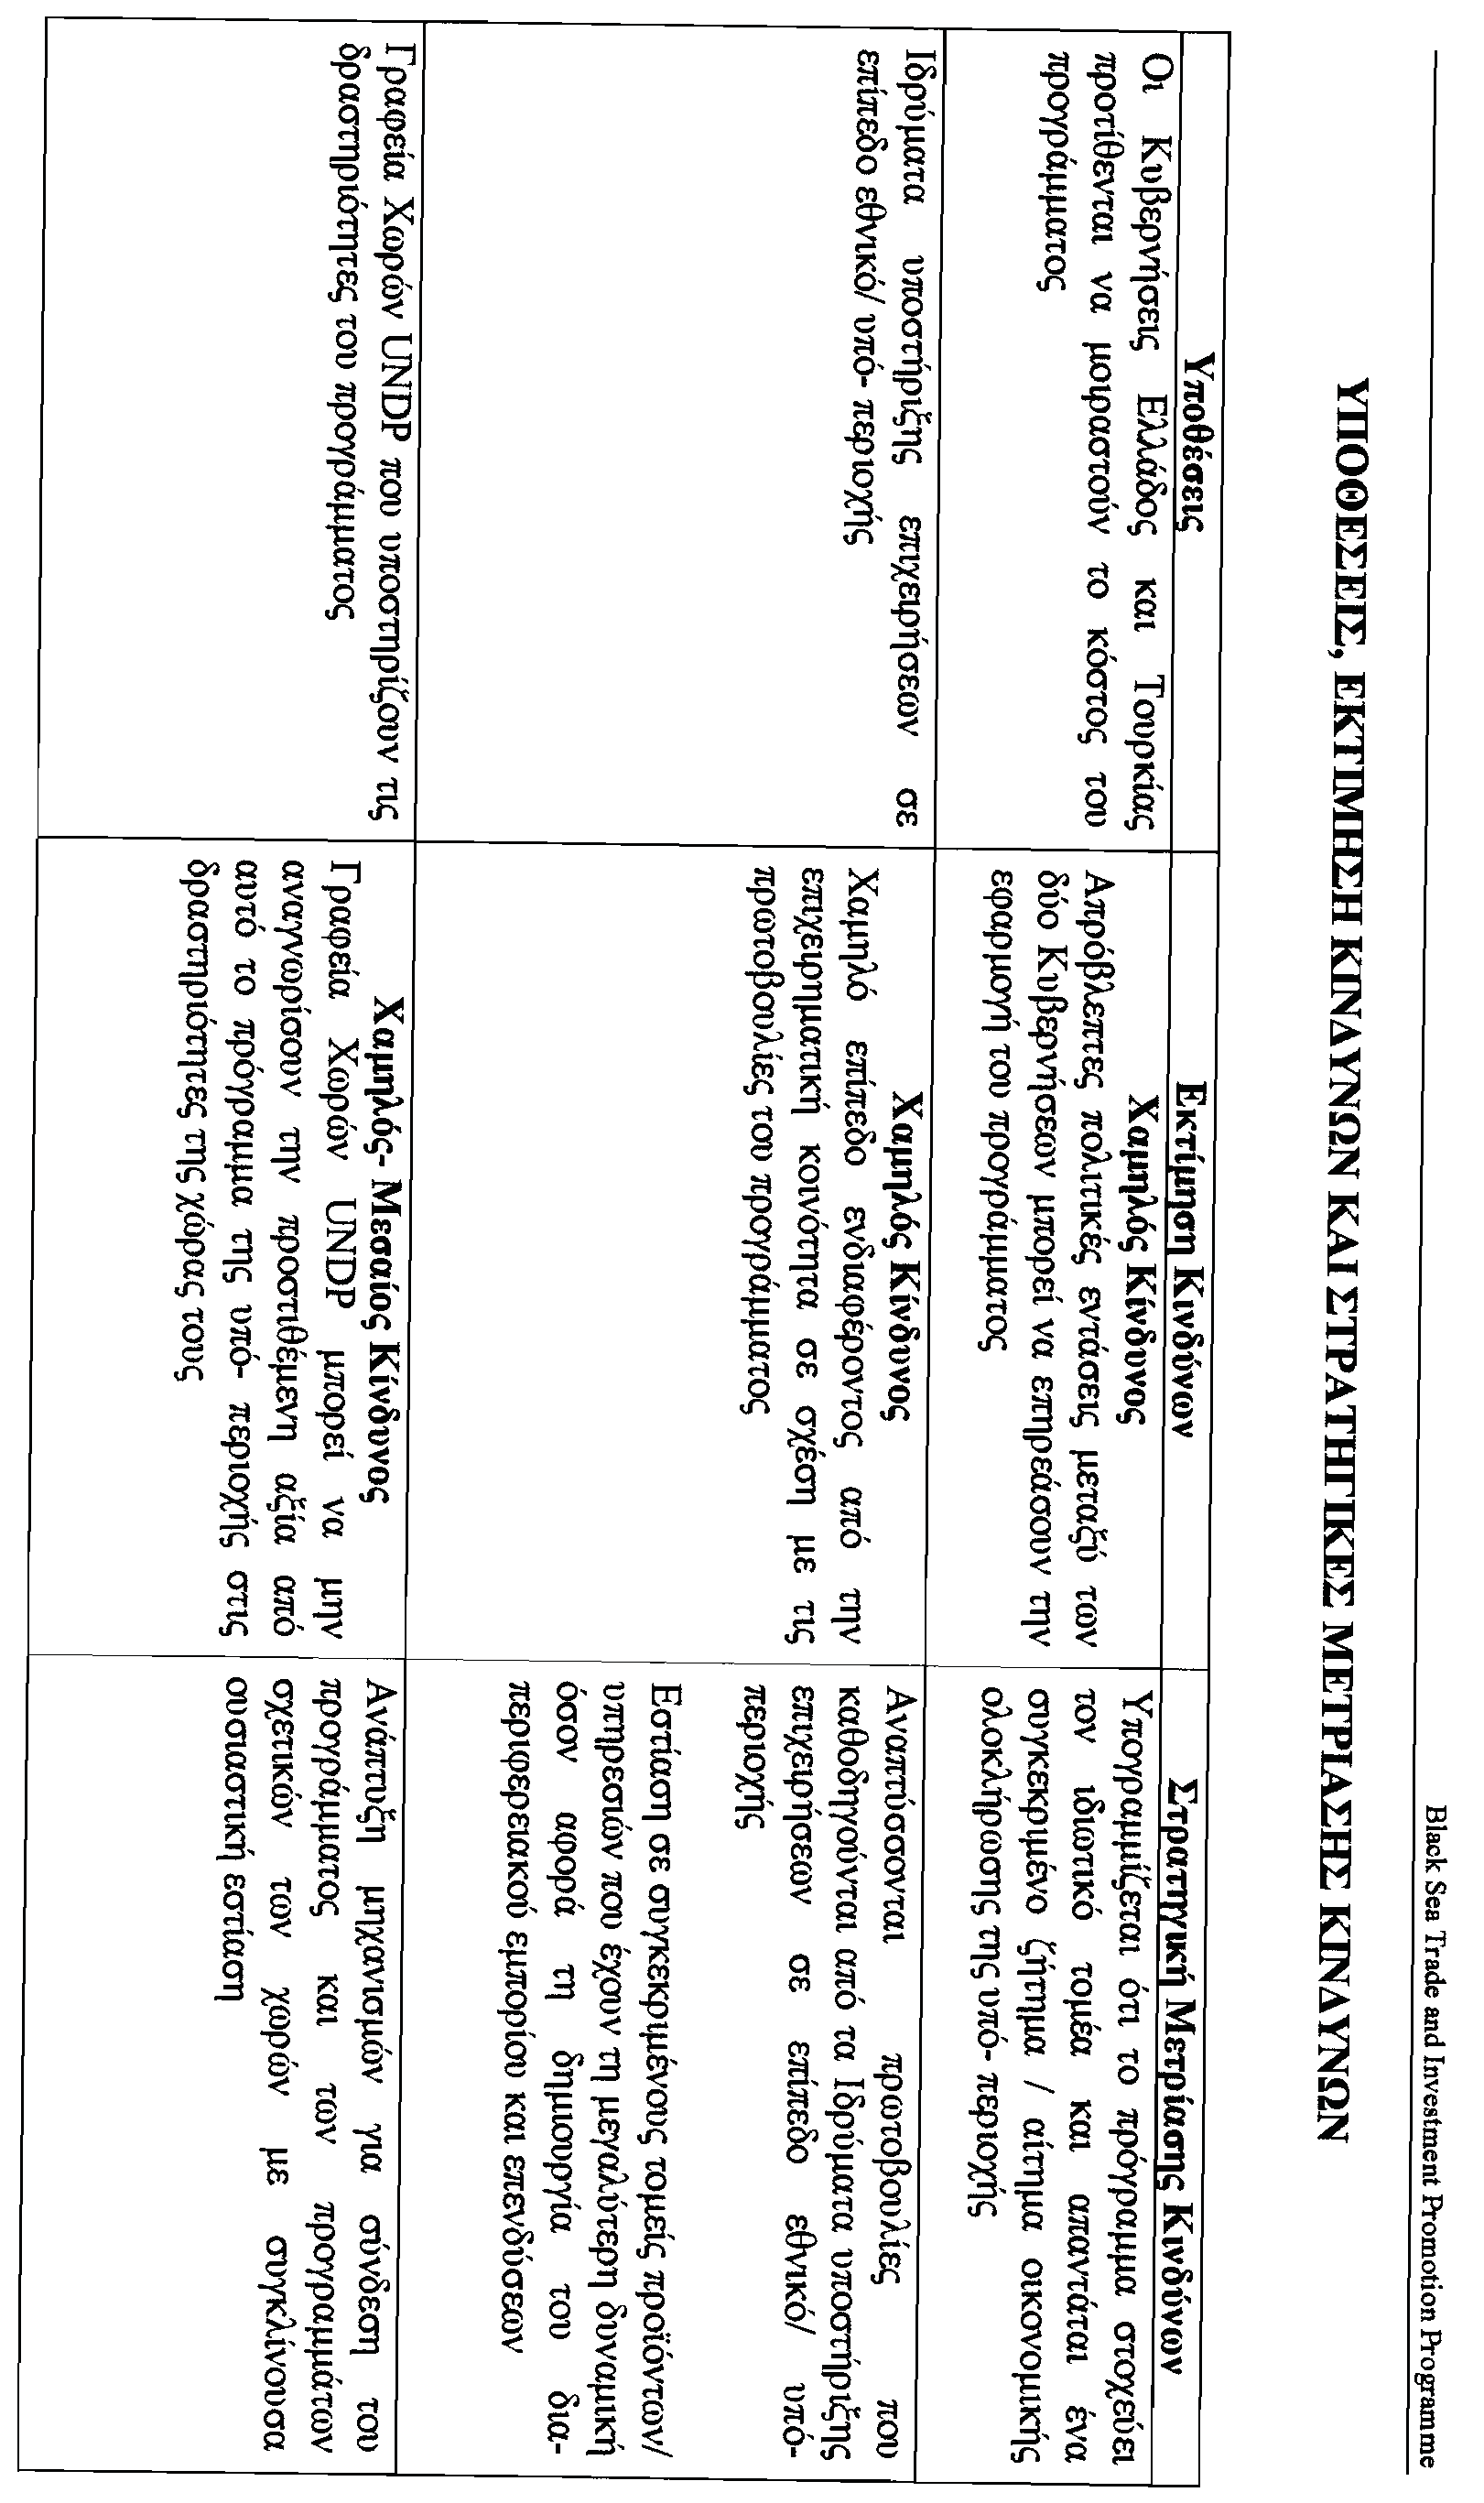 Black Sea Trade and Investment Promotion Programme
ΥΠΟΘΕΣΕΙΣ, ΕΚΤΙΜΗΣΗ ΚΙΝΔΥΝΩΝ ΚΑΙ ΣΤΡΑΤΗΓΙΚΕΣ ΜΕΤΡΙΑΣΗΣ ΚΙΝΔΥΝΩΝ
Υποθέσεις
Εκτίμηση Κινδύνων
Στρατηγική Μετρίασης Κινδύνων
Οι Κυβερνήσεις Ελλάδος και Τουρκίας
προτίθενται να μοιραστούν το κόστος του
προγράμματος
Χαμηλός Κίνδυνος
Απρόβλεπτες πολιτικές εντάσεις μεταξύ των
δύο Κυβερνήσεων μπορεί να επηρεάσουν την
εφαρμογή του προγράμματος
Υπογραμμίζεται ότι το πρόγραμμα στοχεύει
τον ιδιωτικό τομέα και απαντάται ένα
συγκεκριμένο ζήτημα / αίτημα οικονομικής
ολοκλήρωσης της υπό- περιοχής
Ιδρύματα υποστήριξης επιχειρήσεων σε
επίπεδο εθνικό/ υπό- περιοχής
Χαμηλός Κίνδυνος
Χαμηλό επίπεδο ενδιαφέροντος από την
επιχειρηματική κοινότητα σε σχέση με τις
πρωτοβουλίες του προγράμματος
Αναπτύσσονται πρωτοβουλίες που
καθοδηγούνται από τα Ιδρύματα υποστήριξης
επιχειρήσεων σε επίπεδο εθνικό/ υπό-
περιοχής
Εστίαση σε συγκεκριμένους τομείς προϊόντων/
υπηρεσιών που έχουν τη μεγαλύτερη δυναμική
όσον αφορά τη δημιουργία του δια-
περιφερειακού εμπορίου και επενδύσεων
Γραφεία Χωρών UNDP που υποστηρίζουν τις
δραστηριότητες του προγράμματος
Χαμηλός- Μεσαίος Κίνδυνος
Γραφεία Χωρών UNDP μπορεί να μην
αναγνωρίσουν την προστιθέμενη αξία από
αυτό το πρόγραμμα της υπό- περιοχής στις
δραστηριότητες της χώρας τους
Ανάπτυξη μηχανισμών για σύνδεση του
προγράμματος και των προγραμμάτων
σχετικών των χωρών με συγκλίνουσα
ουσιαστική εστίαση